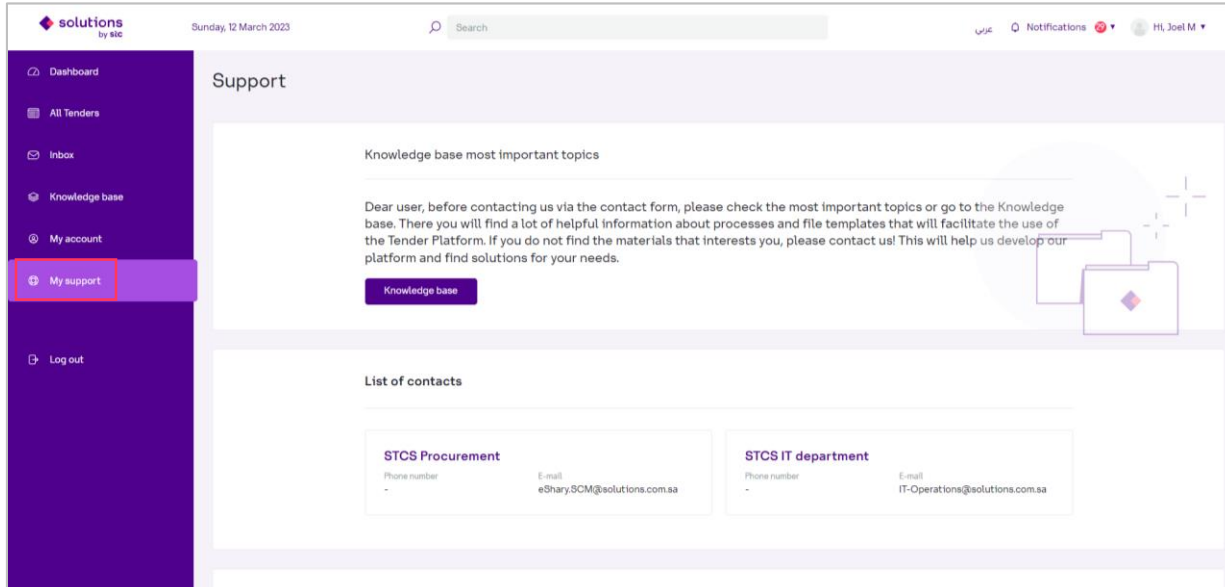 solutions
by stc
Sunday, 12 March 2023
Search
عربي
Notifications
Hi, Joel M
Dashboard
All Tenders
Inbox
Knowledge base
My account
My support
Log out
Support
Knowledge base most important topics
Dear user, before contacting us via the contact form, please check the most important topics or go to the Knowledge
base. There you will find a lot of helpful information about processes and file templates that will facilitate the use of
the Tender Platform. If you do not find the materials that interests you, please contact us! This will help us develop our
platform and find solutions for your needs.
Knowledge base
List of contacts
STCS Procurement
Phone number
E-mail
-
eShary.SCM@solutions.com.sa
STCS IT department
Phone number
E-mail
-
IT-Operations@solutions.com.sa